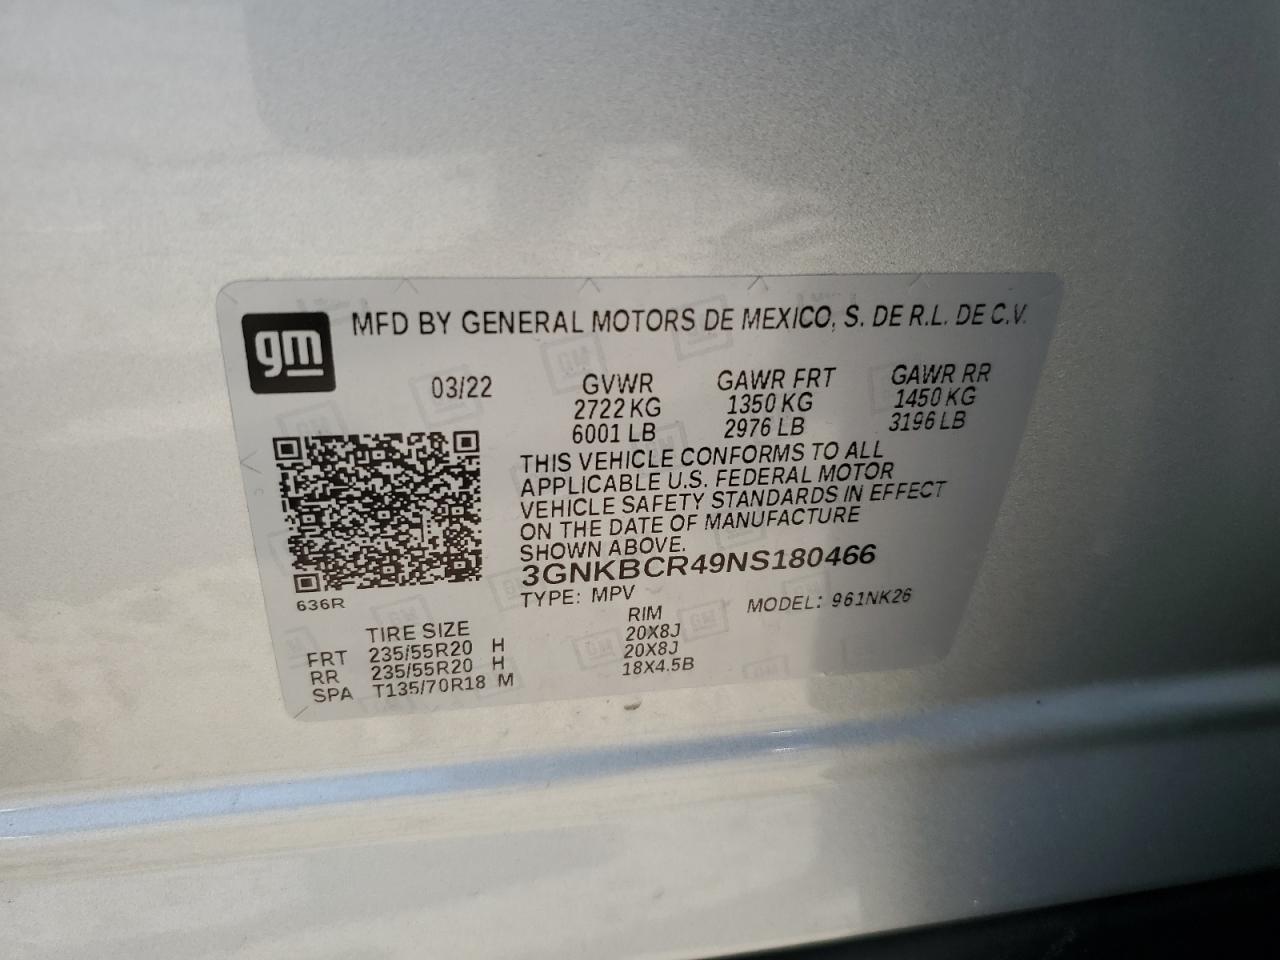 gm
MFD BY GENERAL MOTORS DE MEXICO, S. DE R.L. DE C.V.
03/22
GVWR GAWR FRT GAWR RR
2722 KG 1350 KG 1450 KG
6001 LB 2976 LB 3196 LB
THIS VEHICLE CONFORMS TO ALL
APPLICABLE U.S. FEDERAL MOTOR
VEHICLE SAFETY STANDARDS IN EFFECT
ON THE DATE OF MANUFACTURE
SHOWN ABOVE.
3GNKBCR49NS180466
636R
TYPE: MPV MODEL: 961NK26
TIRE SIZE RIM
FRT 235/55R20 H 20X8J
RR 235/55R20 H 20X8J
SPA T135/70R18 M 18X4.5B